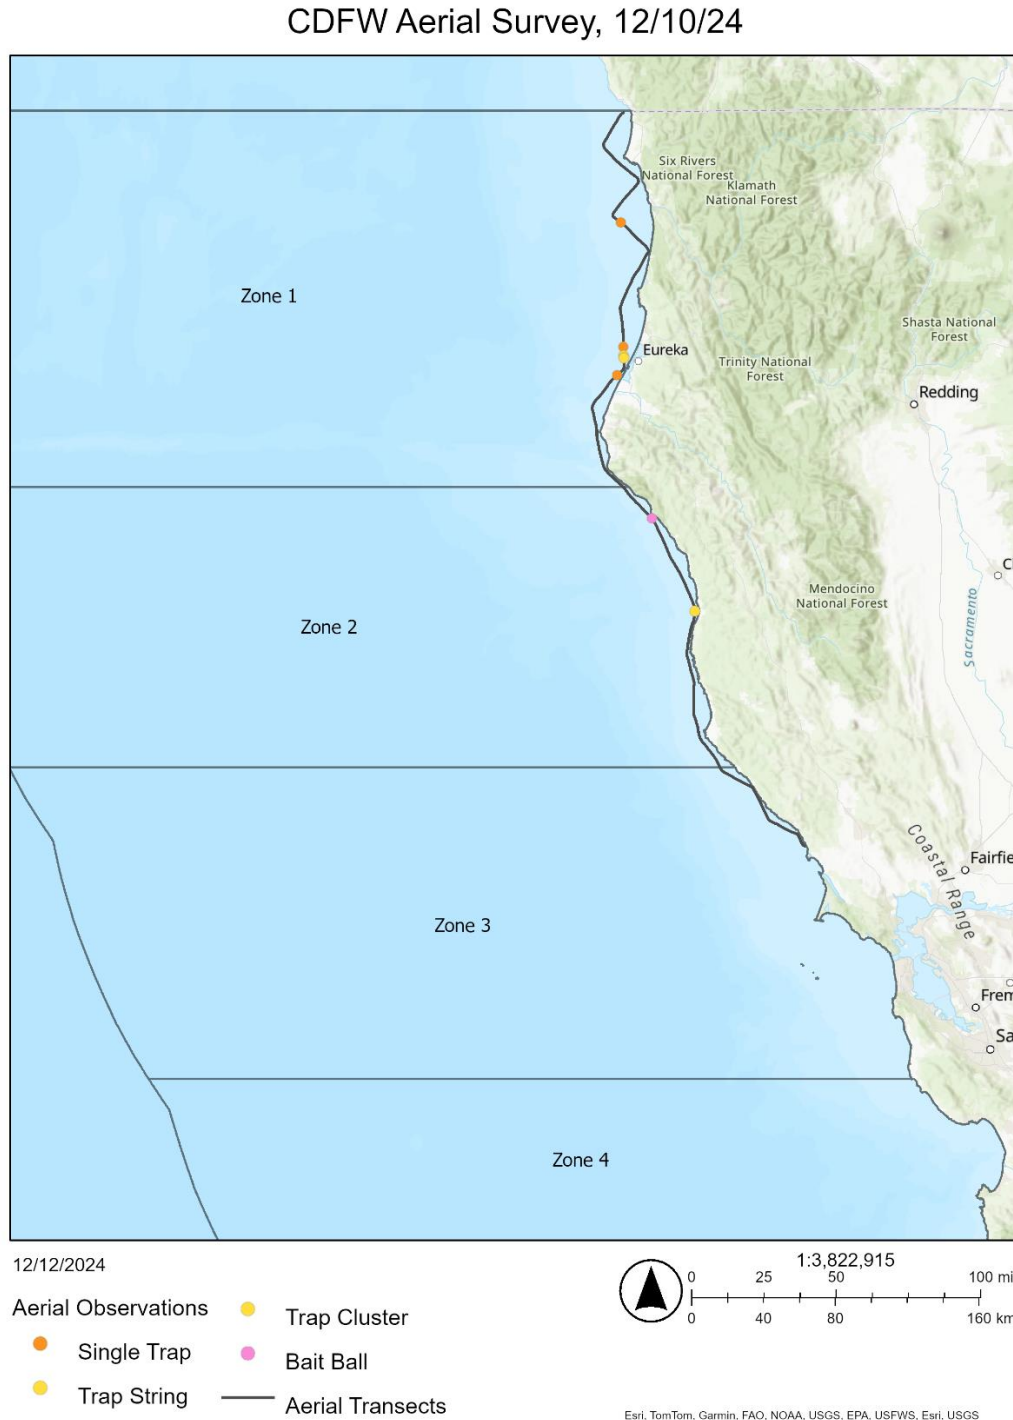 CDFW Aerial Survey, 12/10/24
Six Rivers
National Forest
Klamath
National Forest
Zone 1
Shasta National
Forest
Eureka
Trinity National
Forest
Redding
C
Mendocino
National Forest
Sacramento
Zone 2
Coastal Range
Fairfie
Zone 3
Frem
Sa
Zone 4
12/12/2024
1:3,822,915
0 25 50 100 mi
0 40 80 160 km
Aerial Observations
Single Trap
Trap String
Trap Cluster
Bait Ball
Aerial Transects
Esri, TomTom, Garmin, FAO, NOAA, USGS, EPA, USFWS, Esri, USGS